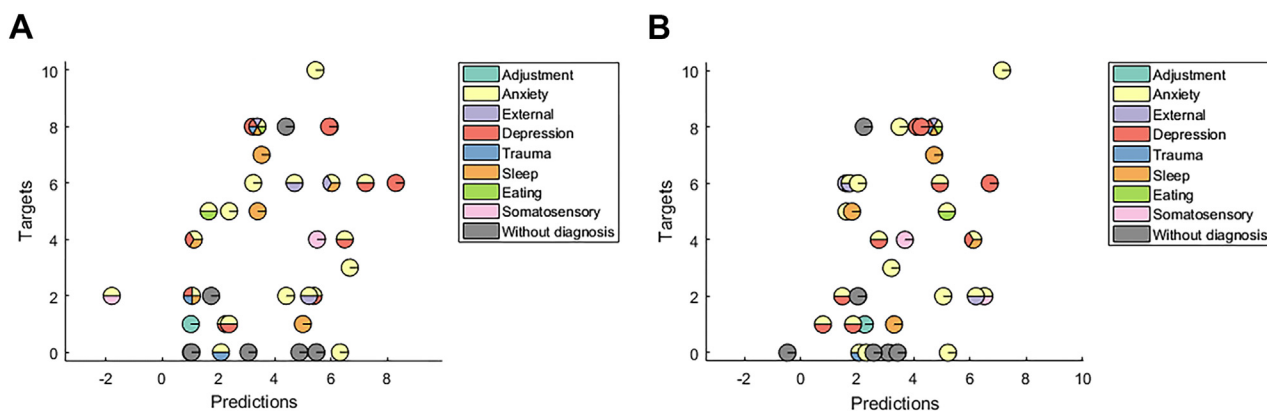 A
B
10
8
6
4
2
0
Targets
-2 0 2 4 6 8
Predictions
Adjustment
Anxiety
External
Depression
Trauma
Sleep
Eating
Somatosensory
Without diagnosis
10
8
6
4
2
0
Targets
-2 0 2 4 6 8 10
Predictions
Adjustment
Anxiety
External
Depression
Trauma
Sleep
Eating
Somatosensory
Without diagnosis